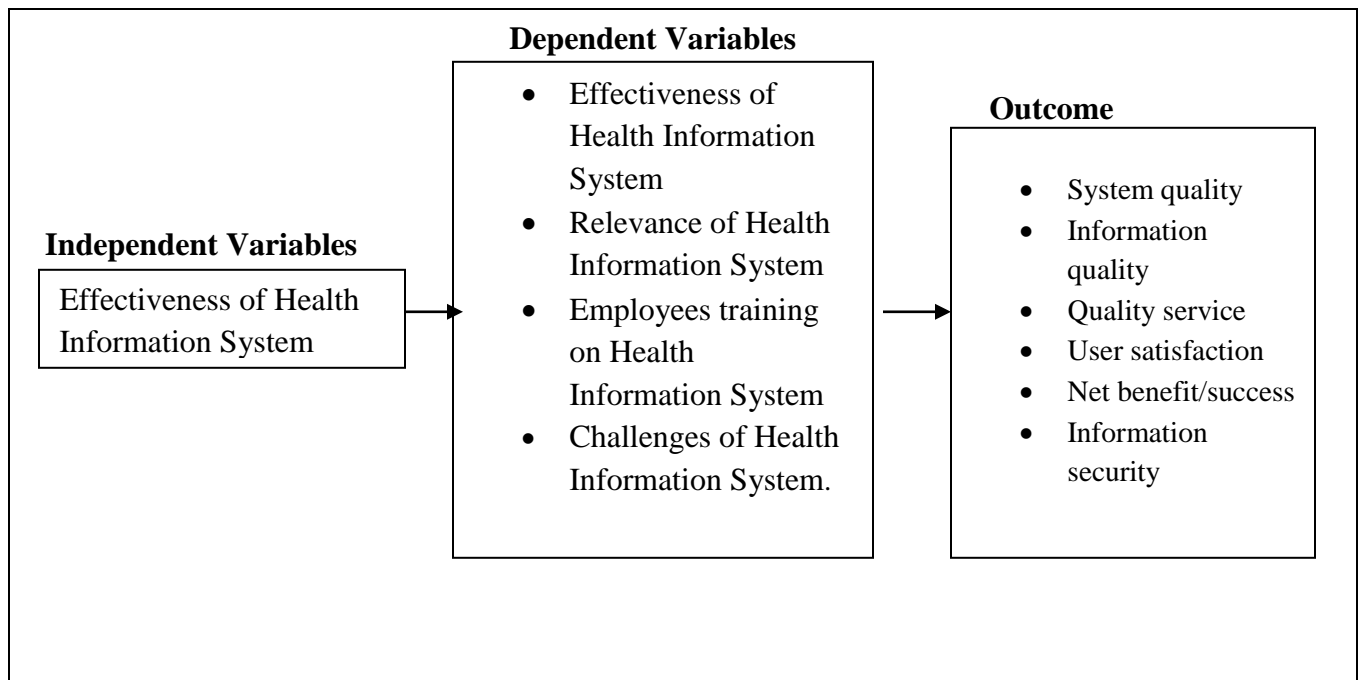 Independent Variables
Effectiveness of Health
Information System
Dependent Variables
• Effectiveness of
Health Information
System
• Relevance of Health
Information System
• Employees training
on Health
Information System
• Challenges of Health
Information System.
Outcome
• System quality
• Information
quality
• Quality service
• User satisfaction
• Net benefit/success
• Information
security